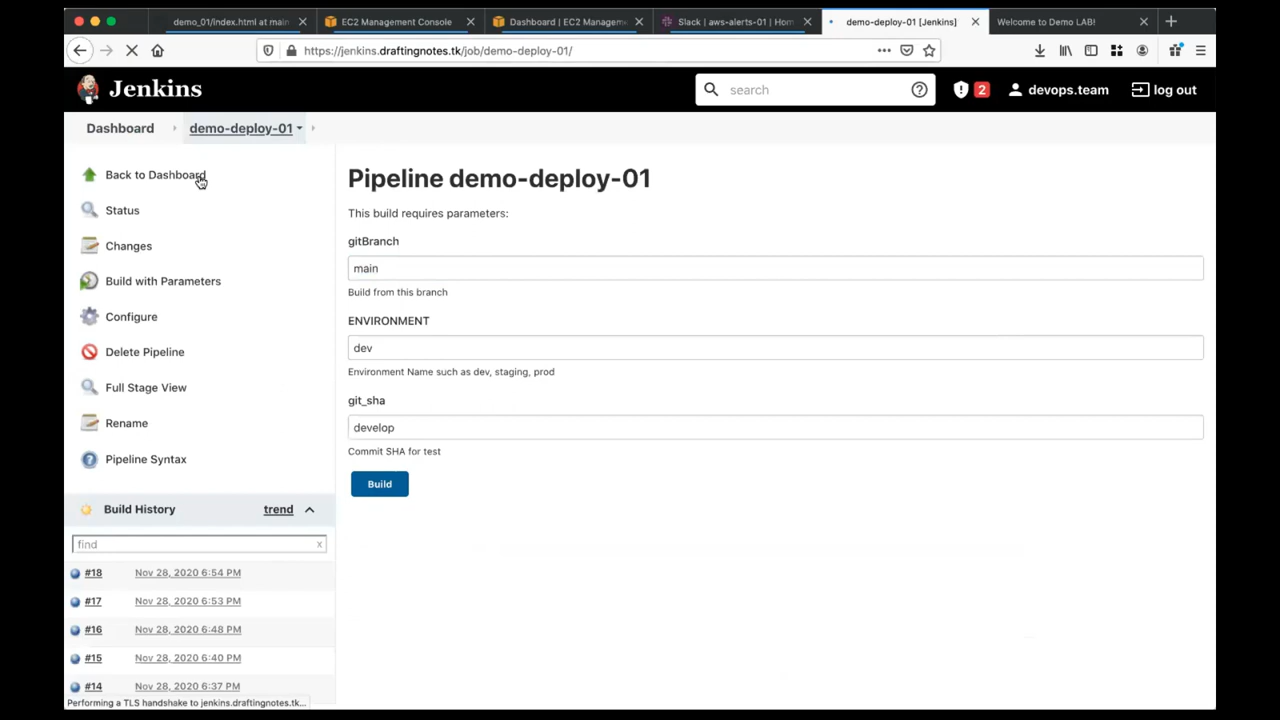 demo_01/index.html at main
EC2 Management Console
Dashboard | EC2 Managem
Slack | aws-alerts-01 | Hom
demo-deploy-01 [Jenkins]
Welcome to Demo LAB!
https://jenkins.draftingnotes.tk/job/demo-deploy-01/
Jenkins
search
2
devops.team
log out
Dashboard
demo-deploy-01
Back to Dashboard
Status
Changes
Build with Parameters
Configure
Delete Pipeline
Full Stage View
Rename
Pipeline Syntax
Build History
trend
find
x
#18 Nov 28, 2020 6:54 PM
#17 Nov 28, 2020 6:53 PM
#16 Nov 28, 2020 6:48 PM
#15 Nov 28, 2020 6:40 PM
#14 Nov 28, 2020 6:37 PM
Performing a TLS handshake to jenkins.draftingnotes.tk...
Pipeline demo-deploy-01
This build requires parameters:
gitBranch
main
Build from this branch
ENVIRONMENT
dev
Environment Name such as dev, staging, prod
git_sha
develop
Commit SHA for test
Build